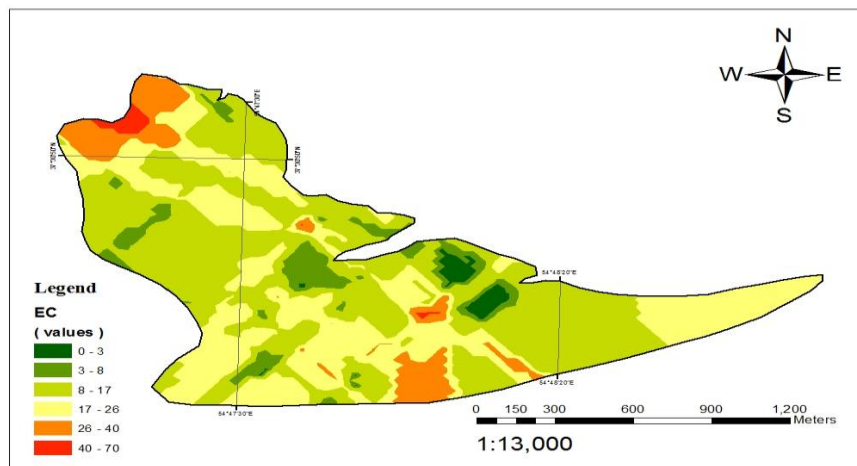 N
W E
S
54°48'20"E
Legend
EC
( values )
0 - 3
3 - 8
8 - 17
17 - 26
26 - 40
40 - 70
54°47'30"E
54°48'20"E
0 150 300 600 900 1,200
Meters
1:13,000